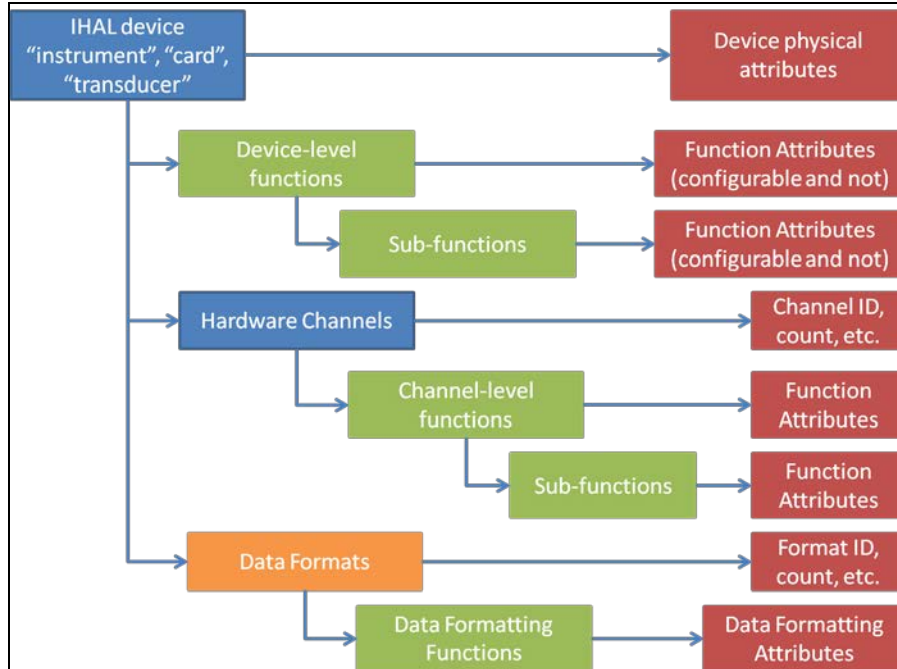 IHAL device
“instrument”, “card”,
“transducer”
Device physical
attributes
Device-level
functions
Function Attributes
(configurable and not)
Sub-functions
Function Attributes
(configurable and not)
Hardware Channels
Channel ID,
count, etc.
Channel-level
functions
Function
Attributes
Sub-functions
Function
Attributes
Data Formats
Format ID,
count, etc.
Data Formatting
Functions
Data Formatting
Attributes